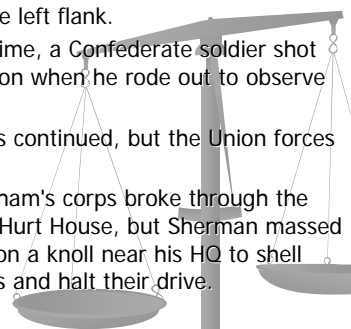 e left flank.
ime, a Confederate soldier shot
on when he rode out to observe
s continued, but the Union forces
nam's corps broke through the
Hurt House, but Sherman massed
on a knoll near his HQ to shell
s and halt their drive.